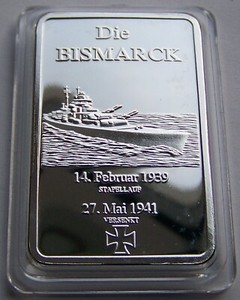 Die
BISMARCK
14. Februar 1939
STAPELLAUF
27. Mai 1941
VERSENKT